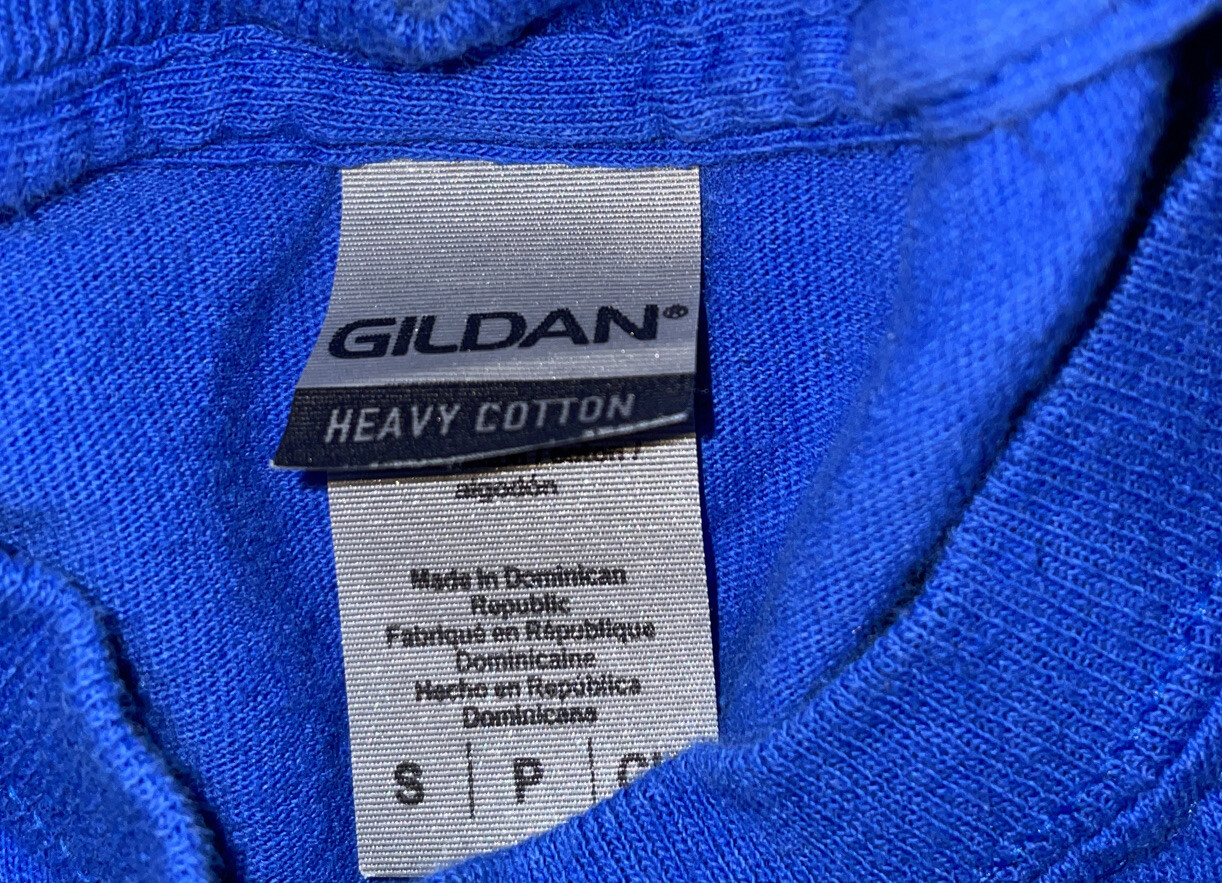 GILDAN®
HEAVY COTTON
algodón
Made in Dominican
Republic
Fabriqué en République
Dominicaine
Hecho en República
Dominicana
S | P |